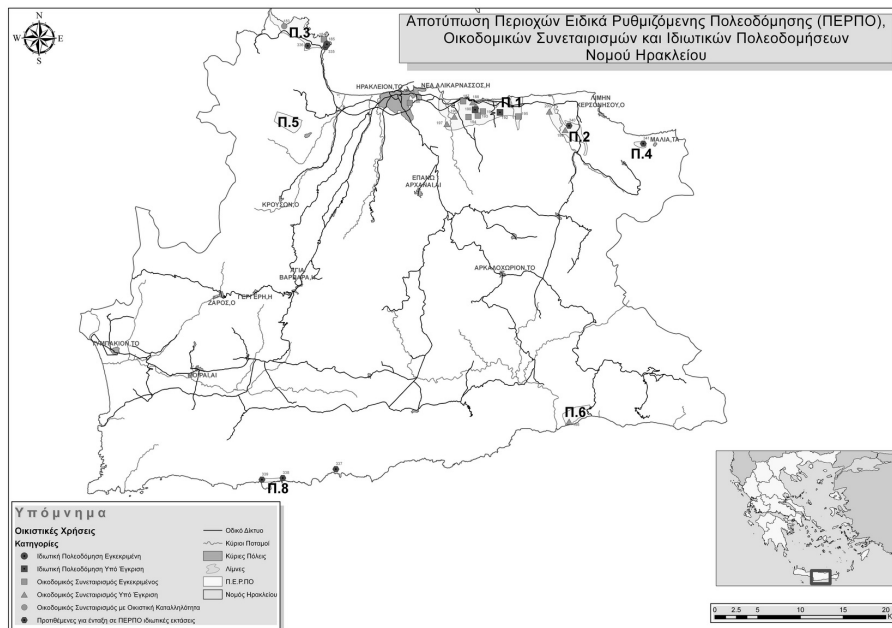 Αποτύπωση Περιοχών Ειδικά Ρυθμιζόμενης Πολεοδόμησης (ΠΕΡΠΟ),
Οικοδομικών Συνεταιρισμών και Ιδιωτικών Πολεοδομήσεων
Νομού Ηρακλείου
N
W E
S
Π.3
ΗΡΑΚΛΕΙΟΝ,ΤΟ
ΝΕΑ ΑΛΙΚΑΡΝΑΣΣΟΣ,Η
Π.1
ΛΙΜΗΝ
ΧΕΡΣΟΝΗΣΟΥ,Ο
Π.5
Π.2
Π.4
ΜΑΛΙΑ,ΤΑ
ΕΠΑΝΩ
ΑΡΧΑΝΑΙ,ΑΙ
ΚΡΟΥΣΩΝ,Ο
ΑΓΙΑ
ΒΑΡΒΑΡΑ,Η
ΑΡΚΑΛΟΧΩΡΙΟΝ,ΤΟ
ΖΑΡΟΣ,Ο
ΓΕΡΓΕΡΗ,Η
Π.6
237
238
Π.8
Υπόμνημα
Οικιστικές Χρήσεις
Κατηγορίες
Ιδιωτική Πολεοδόμηση Εγκεκριμένη
Ιδιωτική Πολεοδόμηση Υπό Έγκριση
Οικοδομικός Συνεταιρισμός Εγκεκριμένος
Οικοδομικός Συνεταιρισμός Υπό Έγκριση
Οικοδομικός Συνεταιρισμός με Οικιστική Καταλληλότητα
Προτιθέμενες για ένταξη σε ΠΕΡΠΟ ιδιωτικές εκτάσεις
Οδικό Δίκτυο
Κύριοι Ποταμοί
Κύριες Πόλεις
Λίμνες
Π.Ε.Ρ.ΠΟ
Νομός Ηρακλείου
0 2.5 5 10 15 20